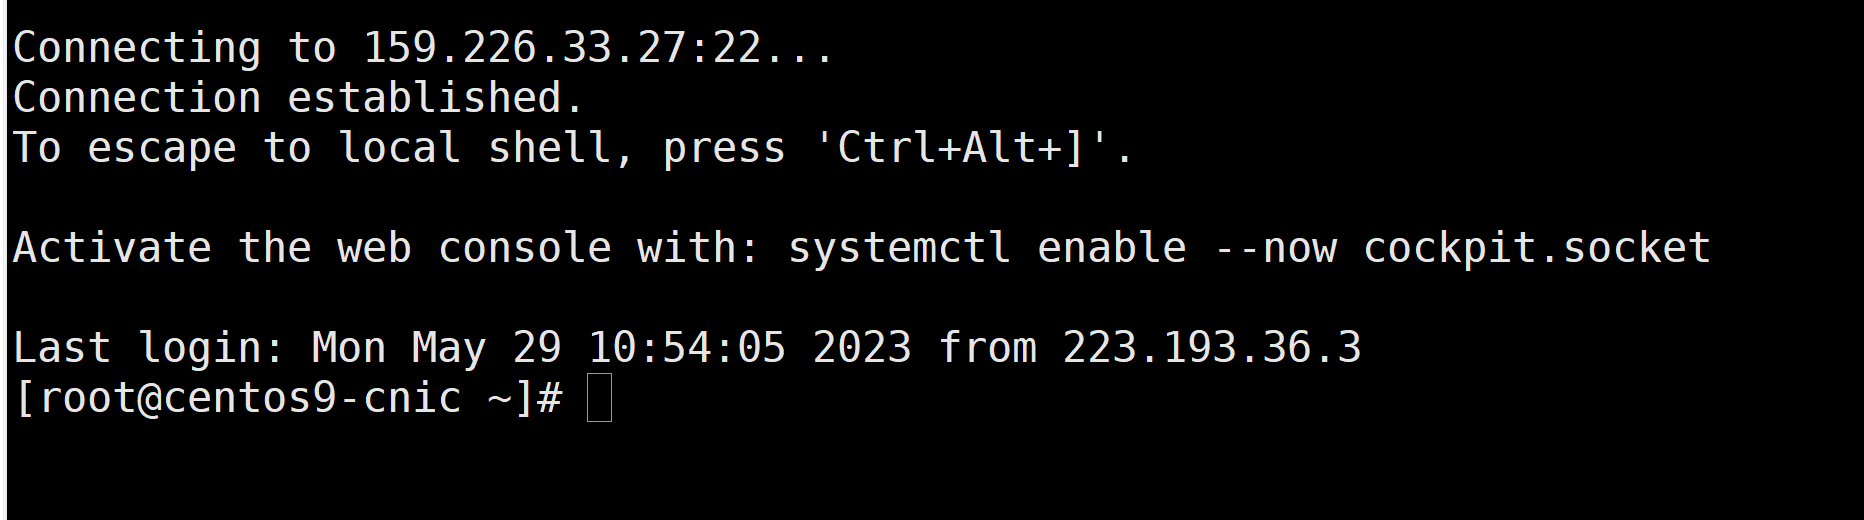 Connecting to 159.226.33.27:22...
Connection established.
To escape to local shell, press 'Ctrl+Alt+]'.
Activate the web console with: systemctl enable --now cockpit.socket
Last login: Mon May 29 10:54:05 2023 from 223.193.36.3
[root@centos9-cnic ~]#